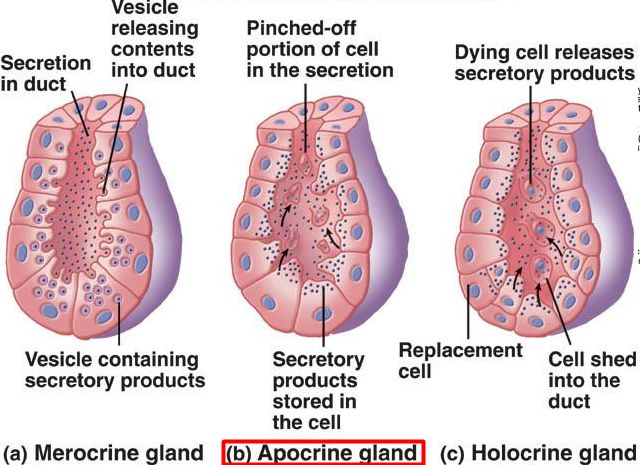 Vesicle
releasing
contents
into duct
Secretion
in duct
Pinched-off
portion of cell
in the secretion
Dying cell releases
secretory products
Vesicle containing
secretory products
Secretory
products
stored in
the cell
Replacement
cell
Cell shed
into the
duct
(a) Merocrine gland
(b) Apocrine gland
(c) Holocrine gland